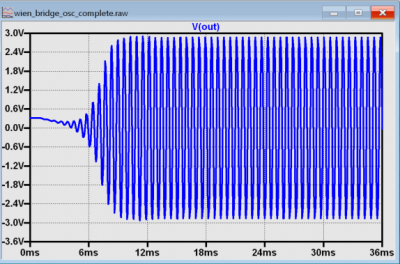 wien_bridge_osc_complete.raw
V(out)
3.0V
2.4V
1.8V
1.2V
0.6V
0.0V
-0.6V
-1.2V
-1.8V
-2.4V
-3.0V
-3.6V
0ms 6ms 12ms 18ms 24ms 30ms 36ms